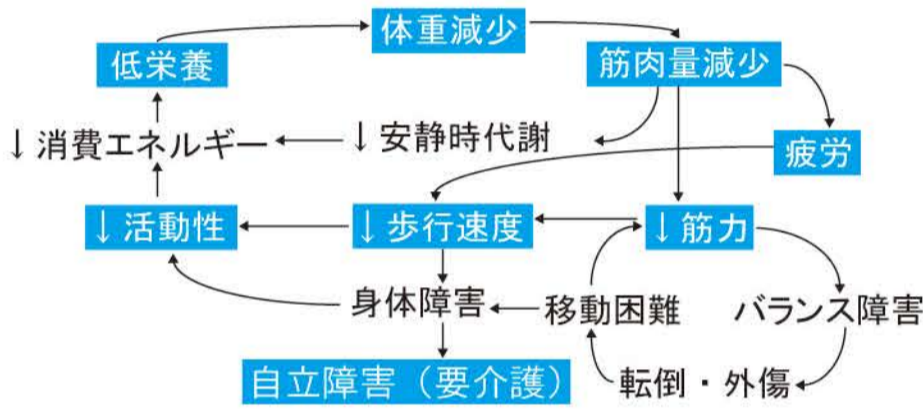 体重減少
低栄養
筋肉量減少
↓消費エネルギー
↓安静時代謝
疲労
↓活動性
↓歩行速度
↓筋力
身体障害
移動困難
バランス障害
自立障害（要介護）
転倒・外傷